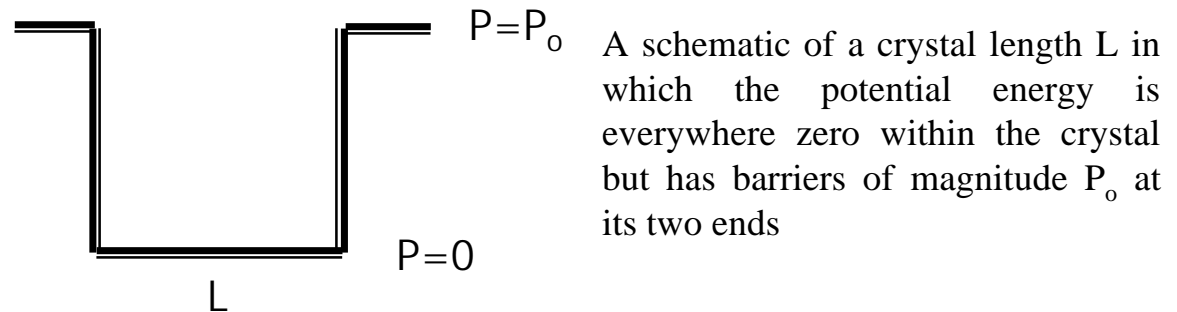 P=Pₒ
A schematic of a crystal length L in
which the potential energy is
everywhere zero within the crystal
but has barriers of magnitude Pₒ at
its two ends
P=0
L